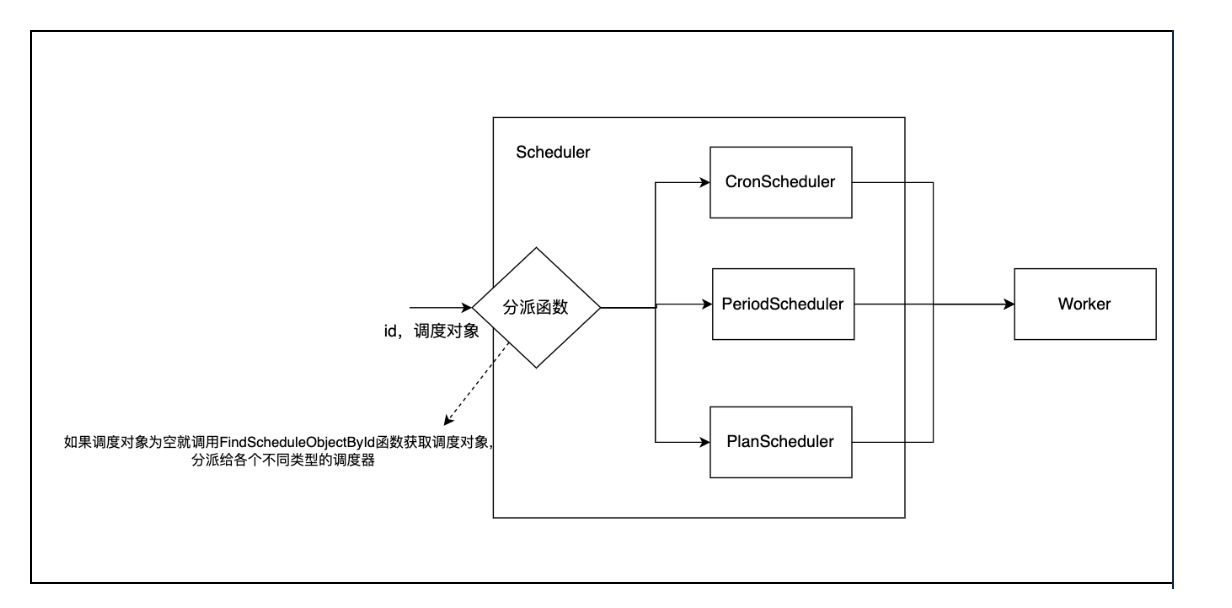 Scheduler
CronScheduler
分派函数
PeriodScheduler
Worker
id，调度对象
如果调度对象为空就调用FindScheduleObjectById函数获取调度对象,
分派给各个不同类型的调度器
PlanScheduler